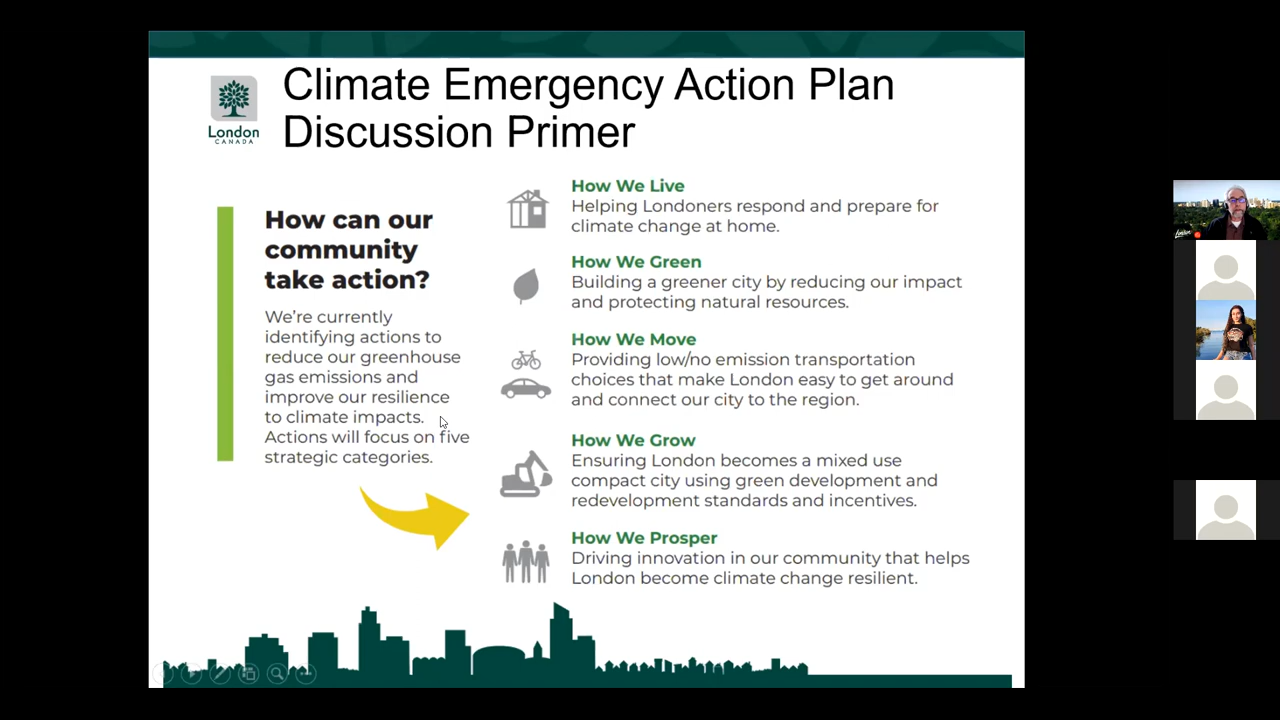 Climate Emergency Action Plan
Discussion Primer
London
CANADA
How can our
community
take action?
We're currently
identifying actions to
reduce our greenhouse
gas emissions and
improve our resilience
to climate impacts.
Actions will focus on five
strategic categories.
How We Live
Helping Londoners respond and prepare for
climate change at home.
How We Green
Building a greener city by reducing our impact
and protecting natural resources.
How We Move
Providing low/no emission transportation
choices that make London easy to get around
and connect our city to the region.
How We Grow
Ensuring London becomes a mixed use
compact city using green development and
redevelopment standards and incentives.
How We Prosper
Driving innovation in our community that helps
London become climate change resilient.
London